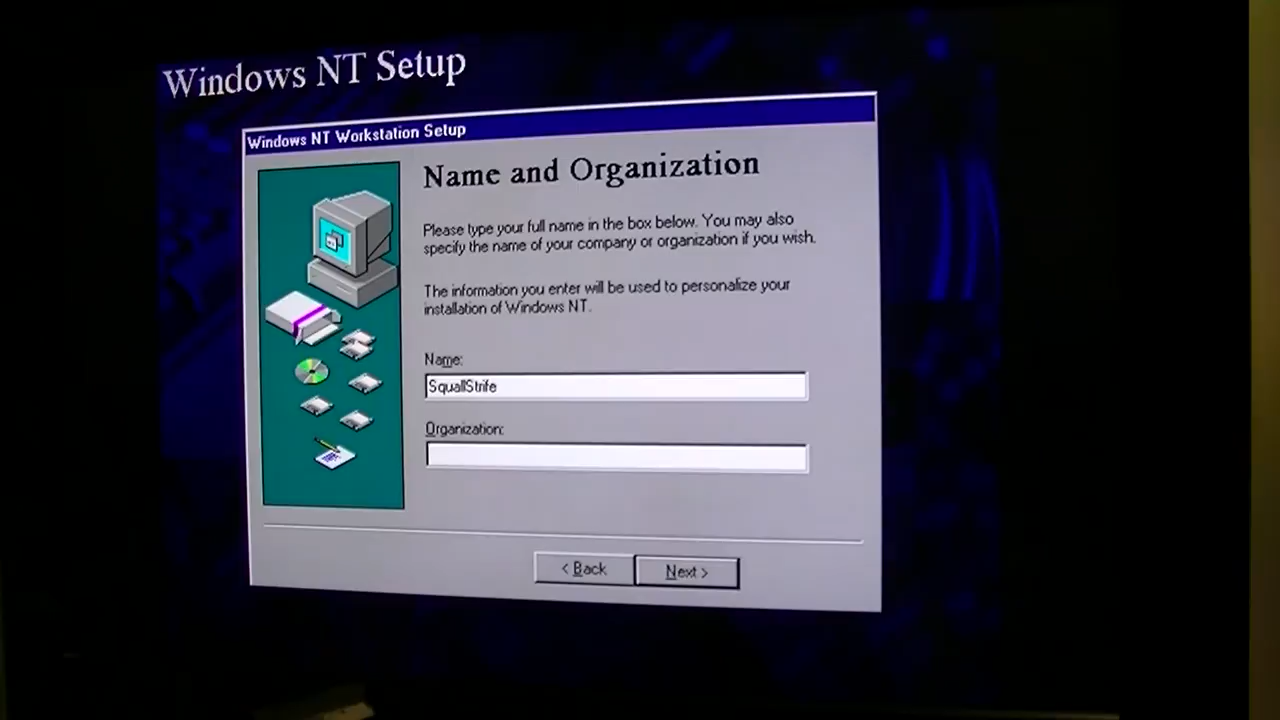 Windows NT Setup
Windows NT Workstation Setup
Name and Organization
Please type your full name in the box below. You may also
specify the name of your company or organization if you wish.
The information you enter will be used to personalize your
installation of Windows NT.
Name:
SquallStrife
Organization:
< Back
Next >